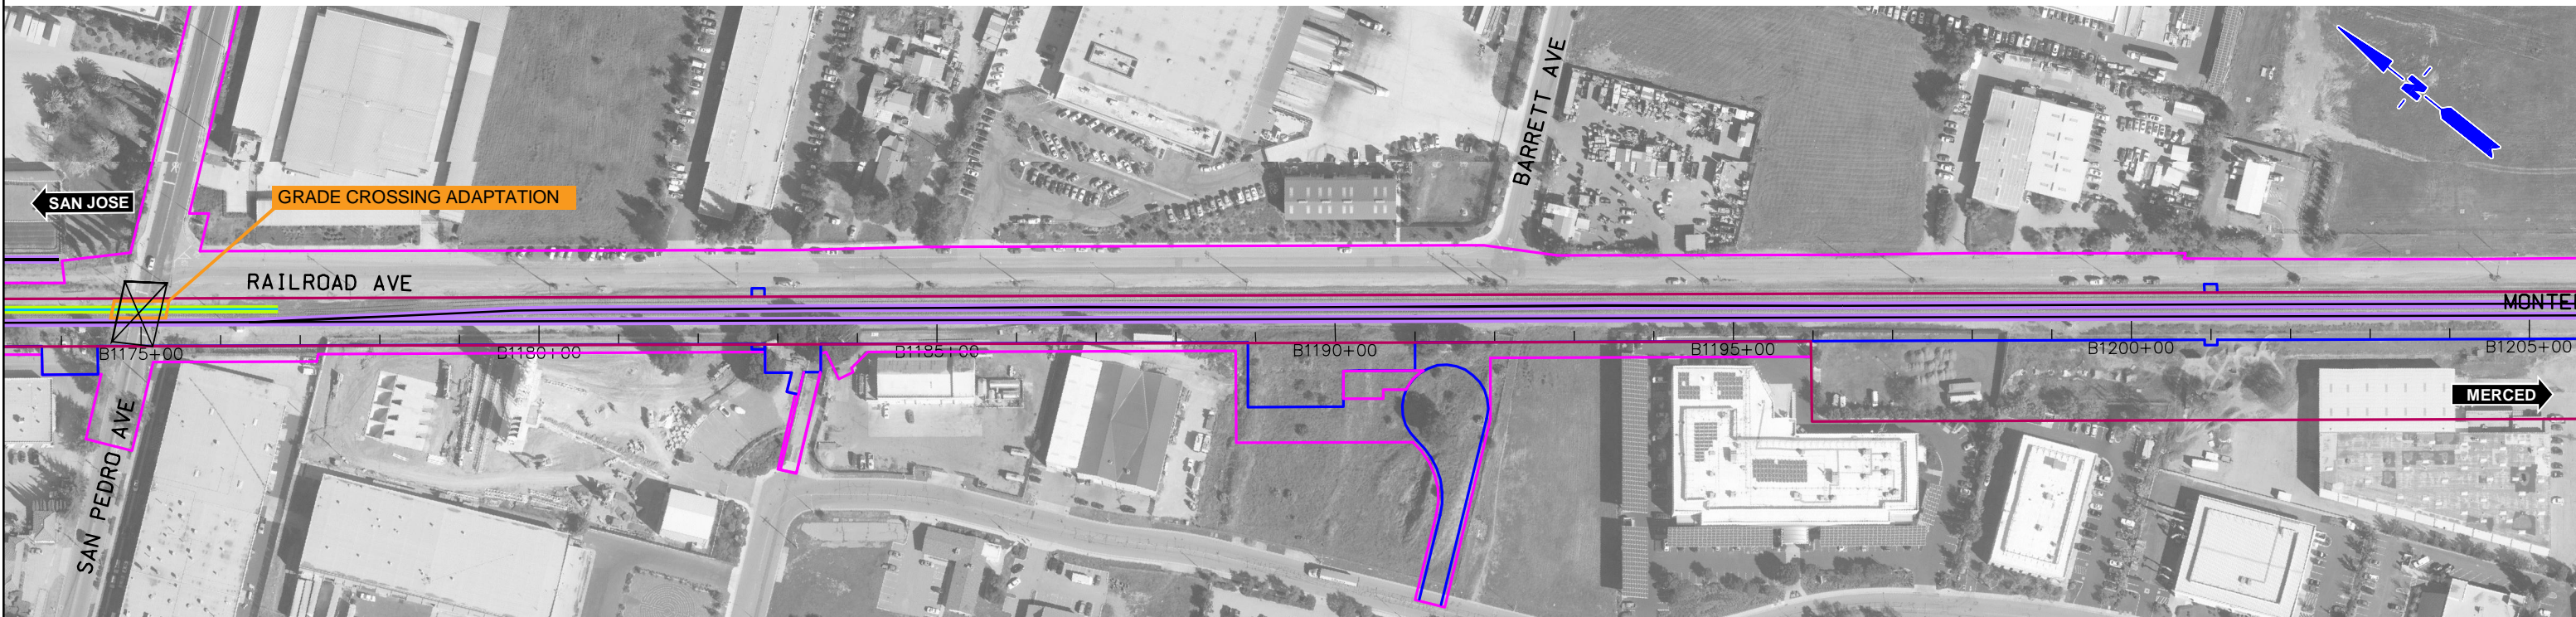 BARRETT AVE
N
SAN JOSE
GRADE CROSSING ADAPTATION
RAILROAD AVE
MONTE
B1175+00
B1180+00
B1185+00
B1190+00
B1195+00
B1200+00
B1205+00
MERCED
SAN PEDRO AVE